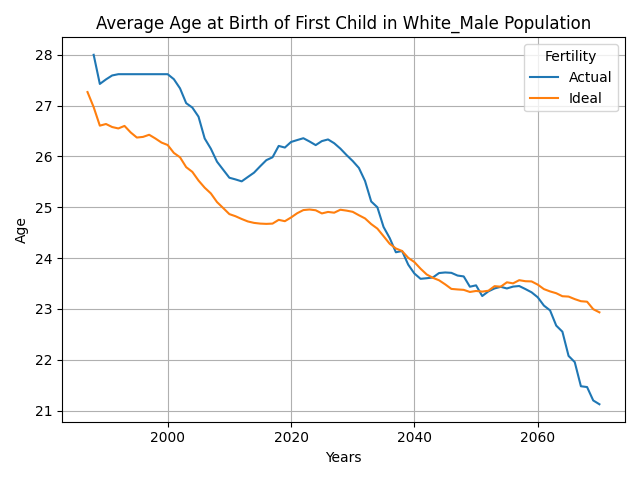 Average Age at Birth of First Child in White_Male Population
Fertility
Actual
Ideal
Age
28
27
26
25
24
23
22
21
2000 2020 2040 2060
Years